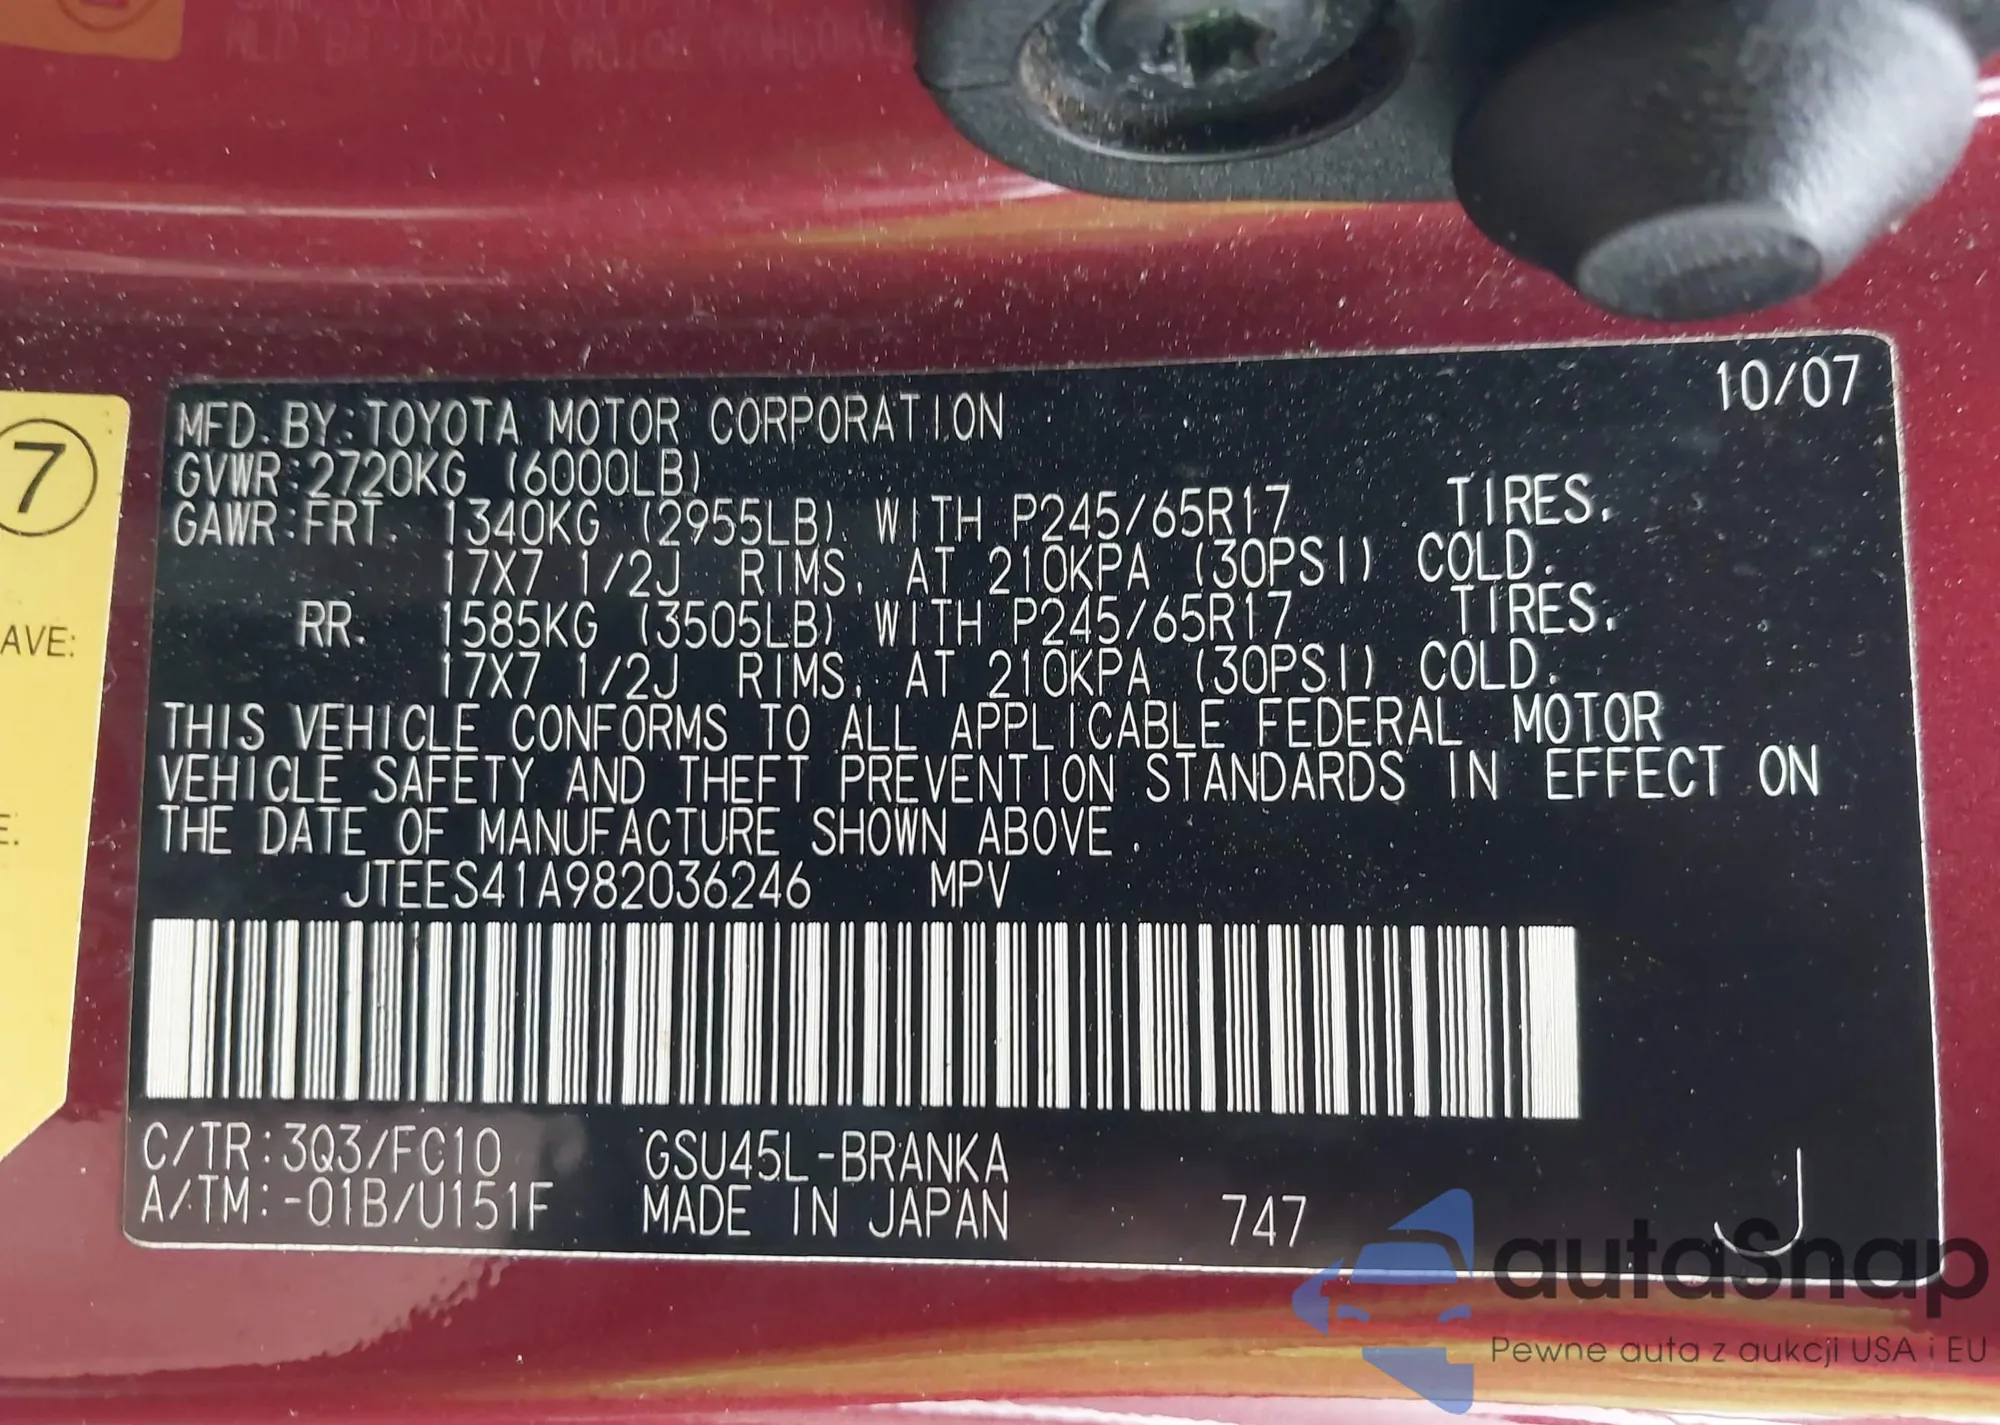 10/07
MFD. BY: TOYOTA MOTOR CORPORATION
GVWR: 2720KG (6000LB)
GAWR: FRT. 1340KG (2955LB) WITH P245/65R17 TIRES.
17X7 1/2J RIMS, AT 210KPA (30PSI) COLD.
RR. 1585KG (3505LB) WITH P245/65R17 TIRES.
17X7 1/2J RIMS, AT 210KPA (30PSI) COLD.
THIS VEHICLE CONFORMS TO ALL APPLICABLE FEDERAL MOTOR
VEHICLE SAFETY AND THEFT PREVENTION STANDARDS IN EFFECT ON
THE DATE OF MANUFACTURE SHOWN ABOVE.
JTEES41A982036246 MPV
C/TR: 3Q3/FC10 GSU45L-BRANKA
A/TM: -01B/U151F MADE IN JAPAN 747 J
7
AVE:
E:
autaSnap
Pewne auta z aukcji USA i EU